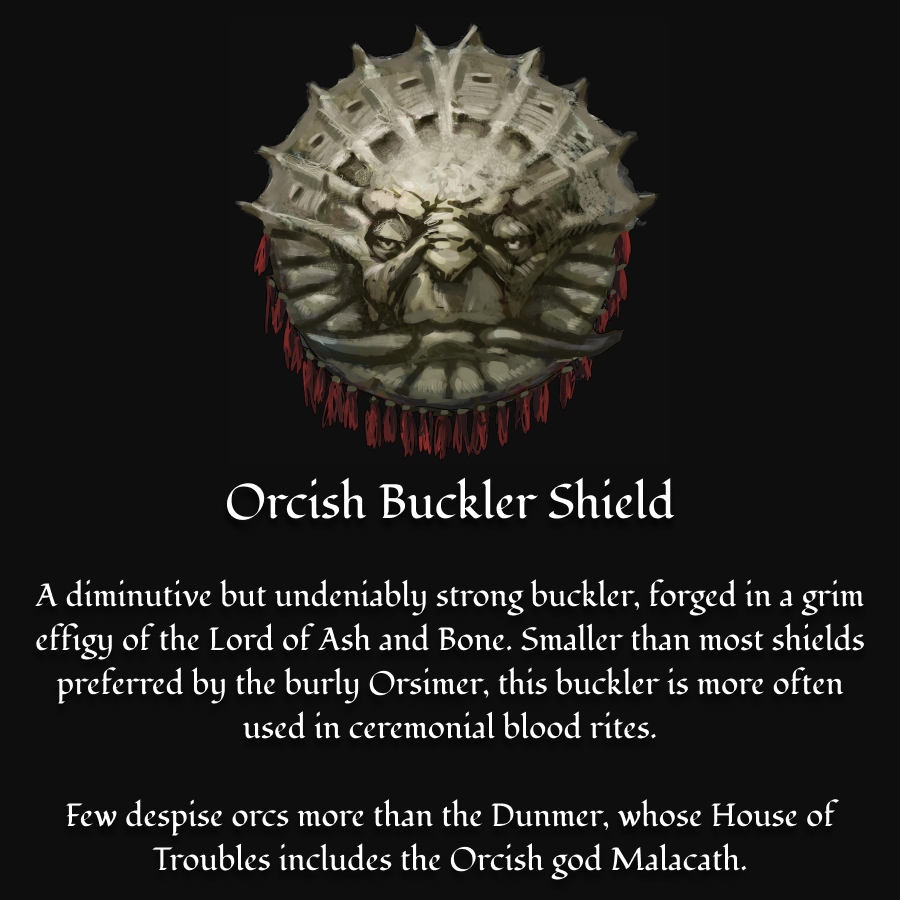 Orcish Buckler Shield
A diminutive but undeniably strong buckler, forged in a grim
effigy of the Lord of Ash and Bone. Smaller than most shields
preferred by the burly Orsimer, this buckler is more often
used in ceremonial blood rites.
Few despise orcs more than the Dunmer, whose House of
Troubles includes the Orcish god Malacath.